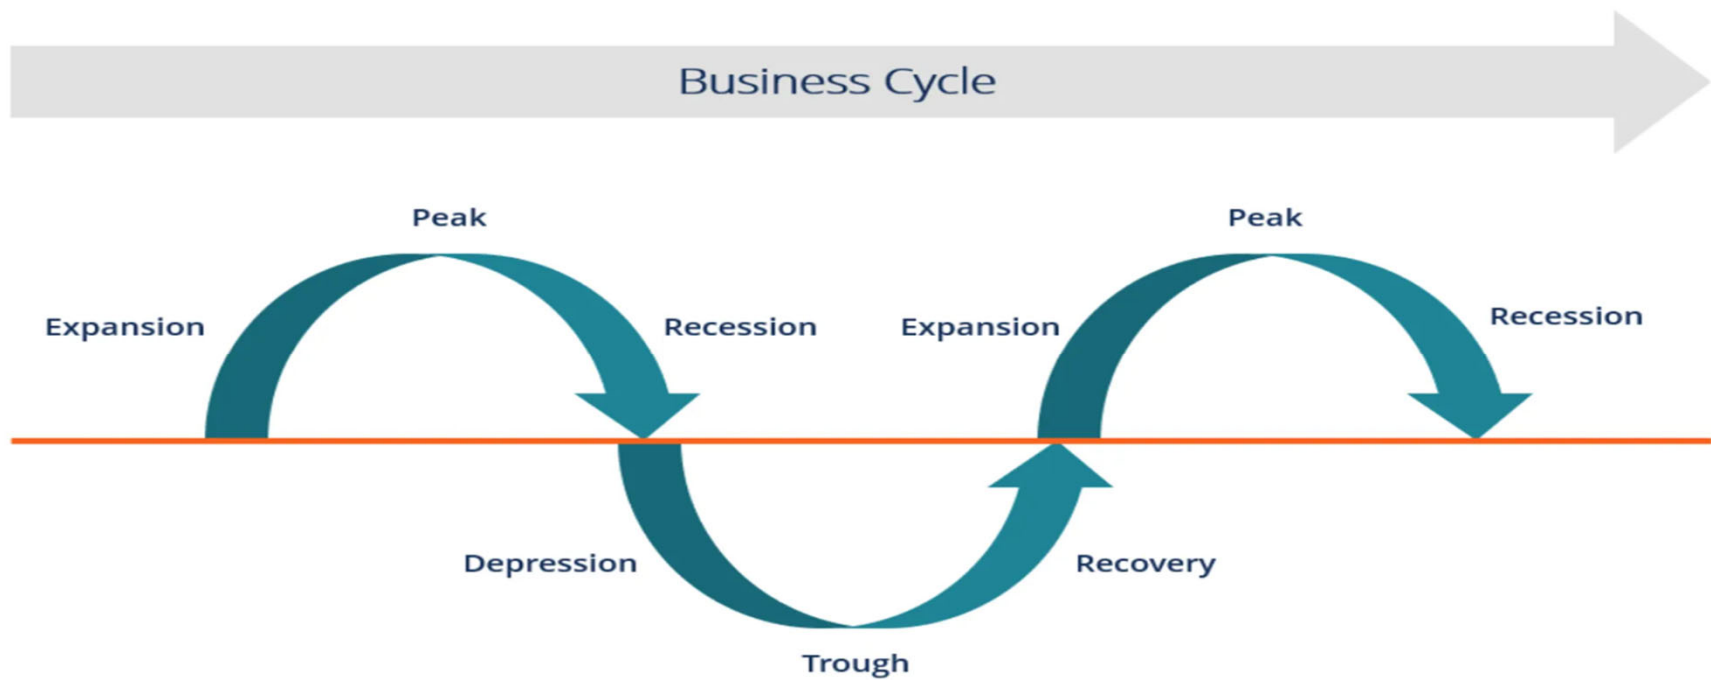 Business Cycle
Peak
Peak
Expansion
Recession
Expansion
Recession
Depression
Recovery
Trough